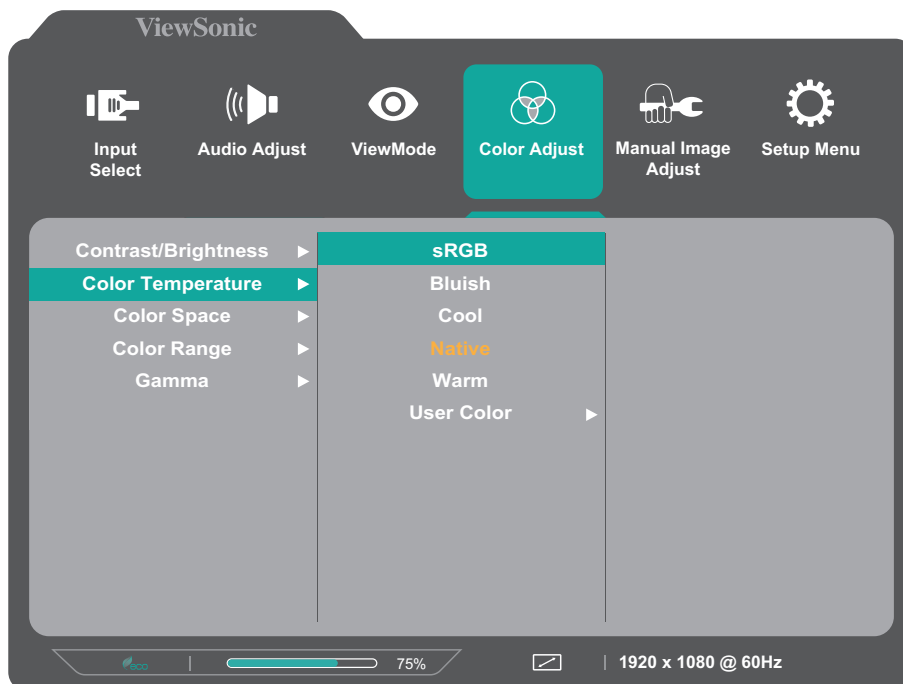 ViewSonic
Input Select
Audio Adjust
ViewMode
Color Adjust
Manual Image Adjust
Setup Menu
Contrast/Brightness
sRGB
Color Temperature
Bluish
Color Space
Cool
Color Range
Native
Gamma
Warm
User Color
eco
75%
1920 x 1080 @ 60Hz